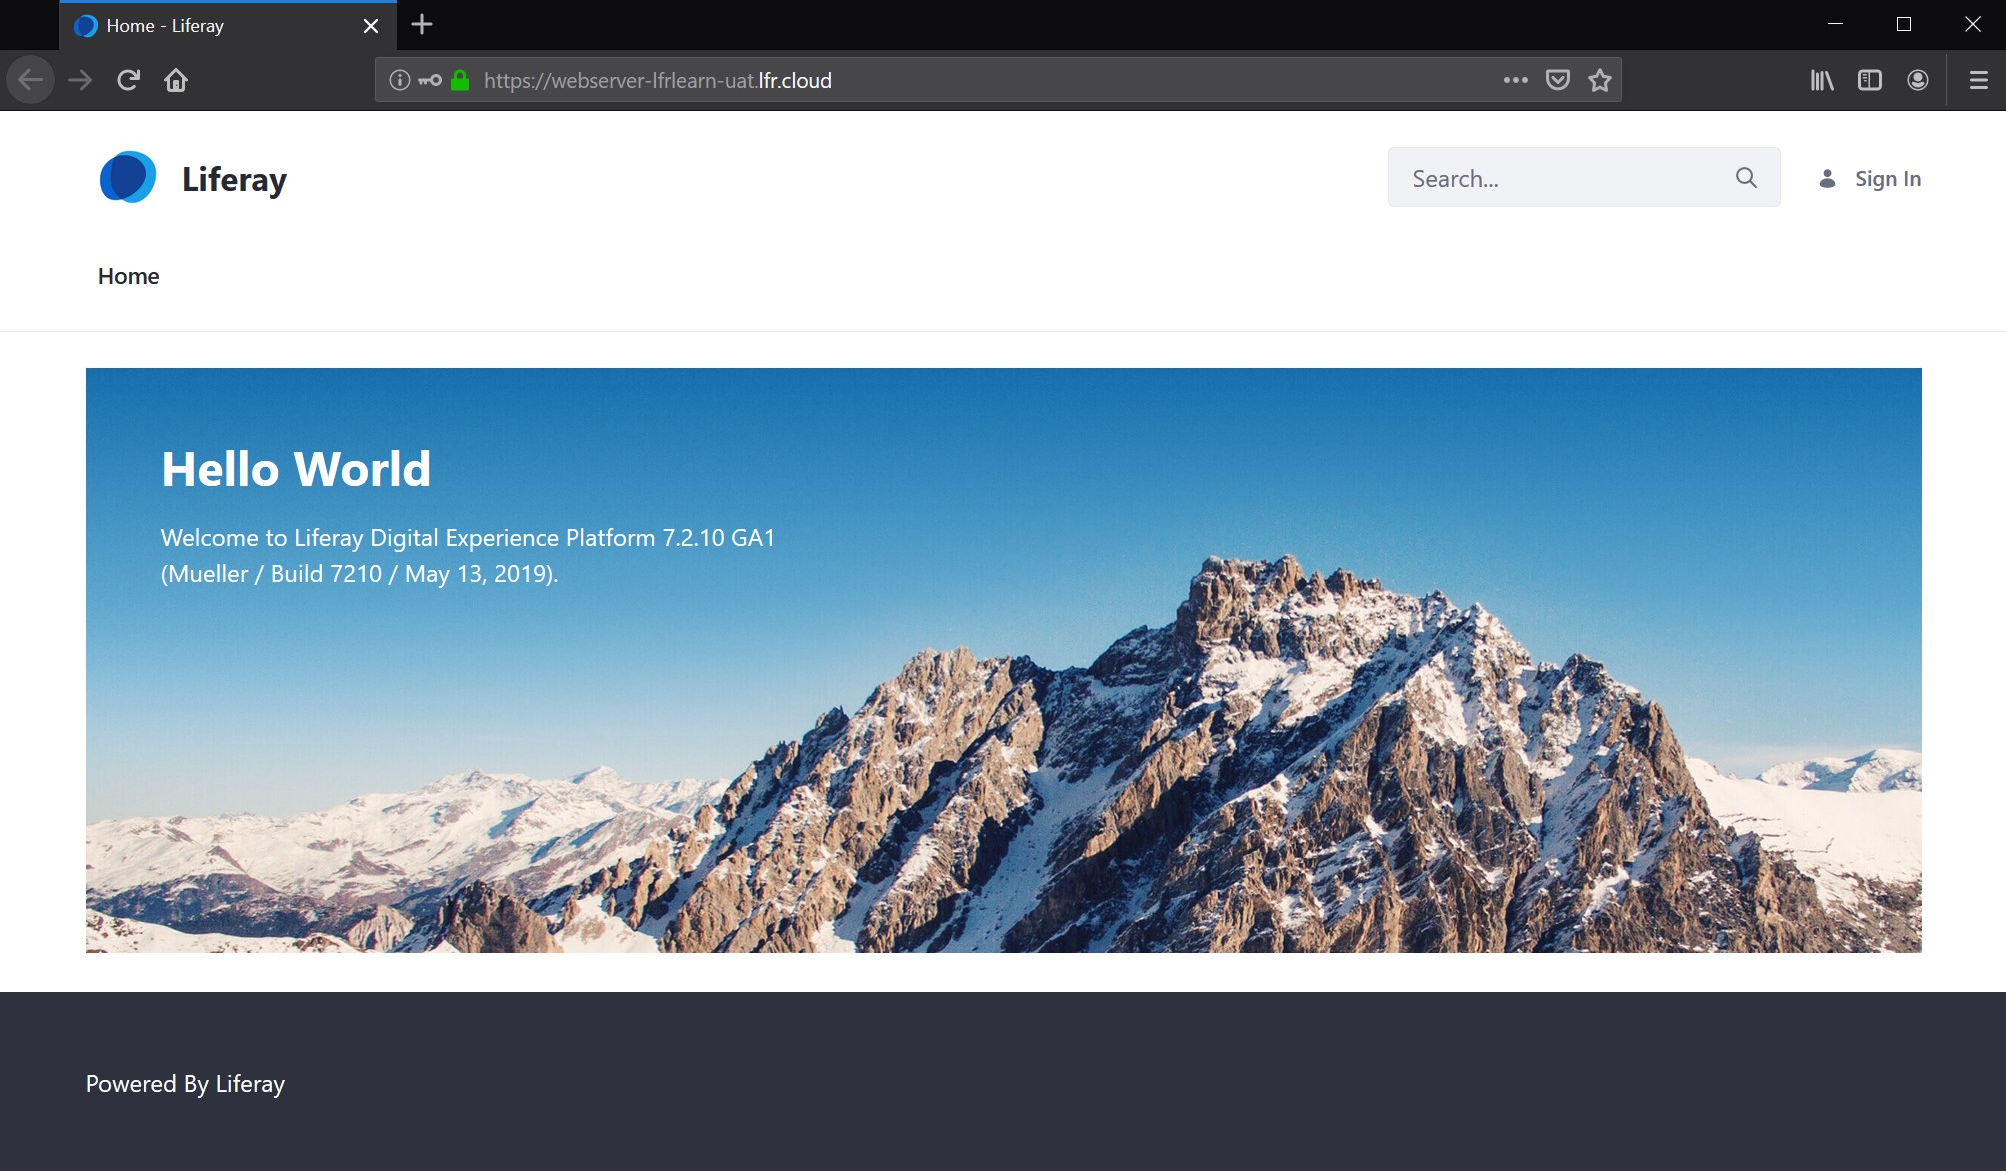 Home - Liferay
https://webserver-lfrlearn-uat.lfr.cloud
Liferay
Search...
Sign In
Home
Hello World
Welcome to Liferay Digital Experience Platform 7.2.10 GA1
(Mueller / Build 7210 / May 13, 2019).
Powered By Liferay